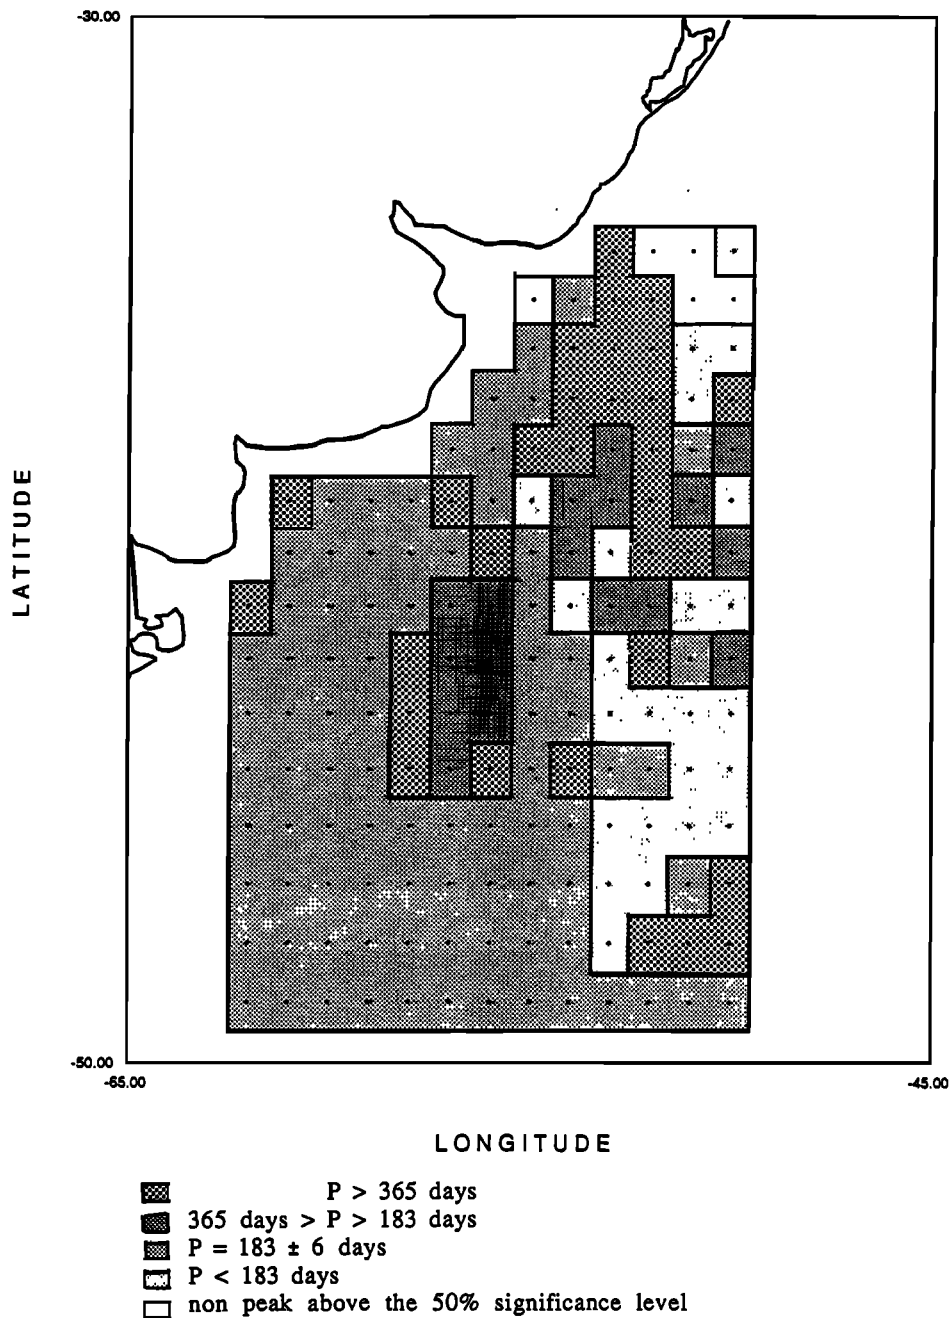 -30.00
LATITUDE
-50.00
-65.00 -45.00
LONGITUDE
P > 365 days
365 days > P > 183 days
P = 183 ± 6 days
P < 183 days
non peak above the 50% significance level